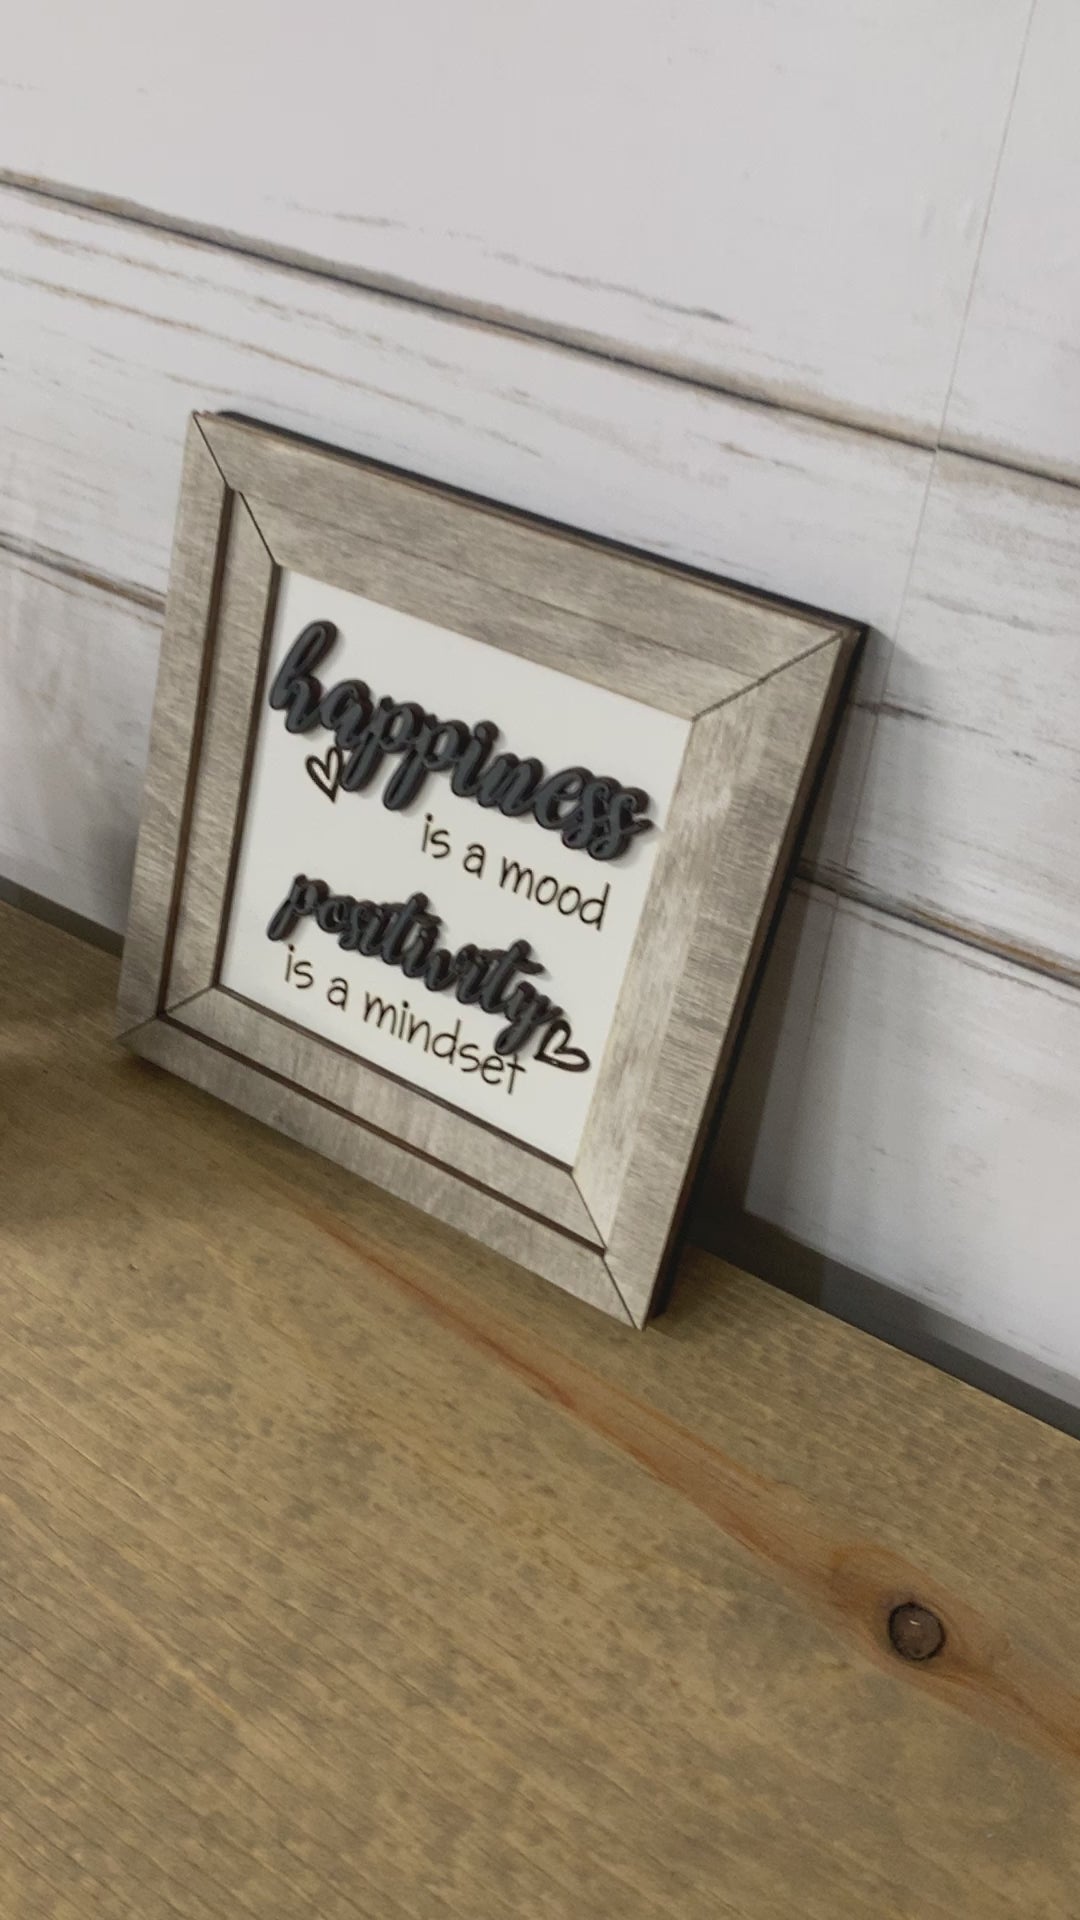 happiness
is a mood
positivity
is a mindset